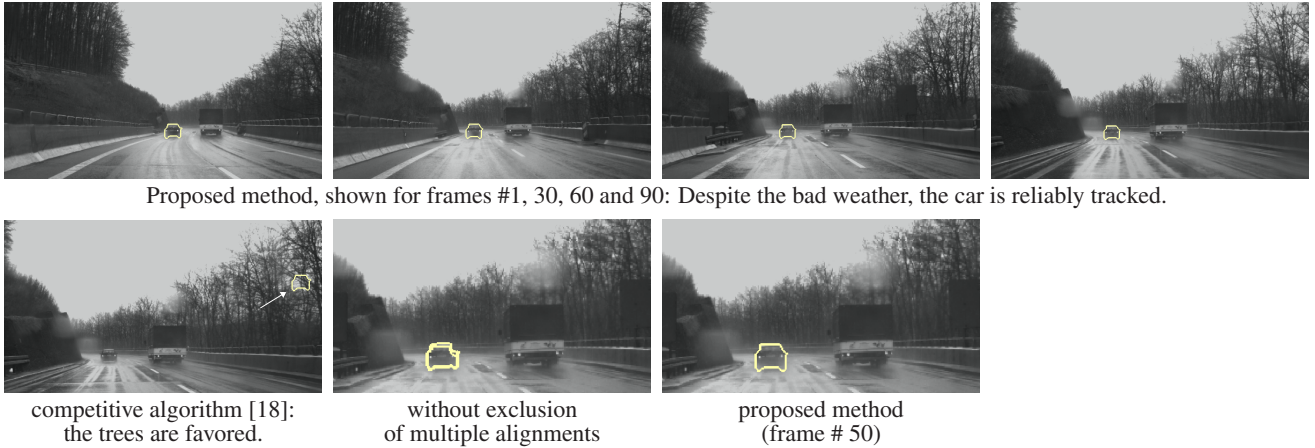 Proposed method, shown for frames #1, 30, 60 and 90: Despite the bad weather, the car is reliably tracked.
competitive algorithm [18]:
the trees are favored.
without exclusion
of multiple alignments
proposed method
(frame # 50)